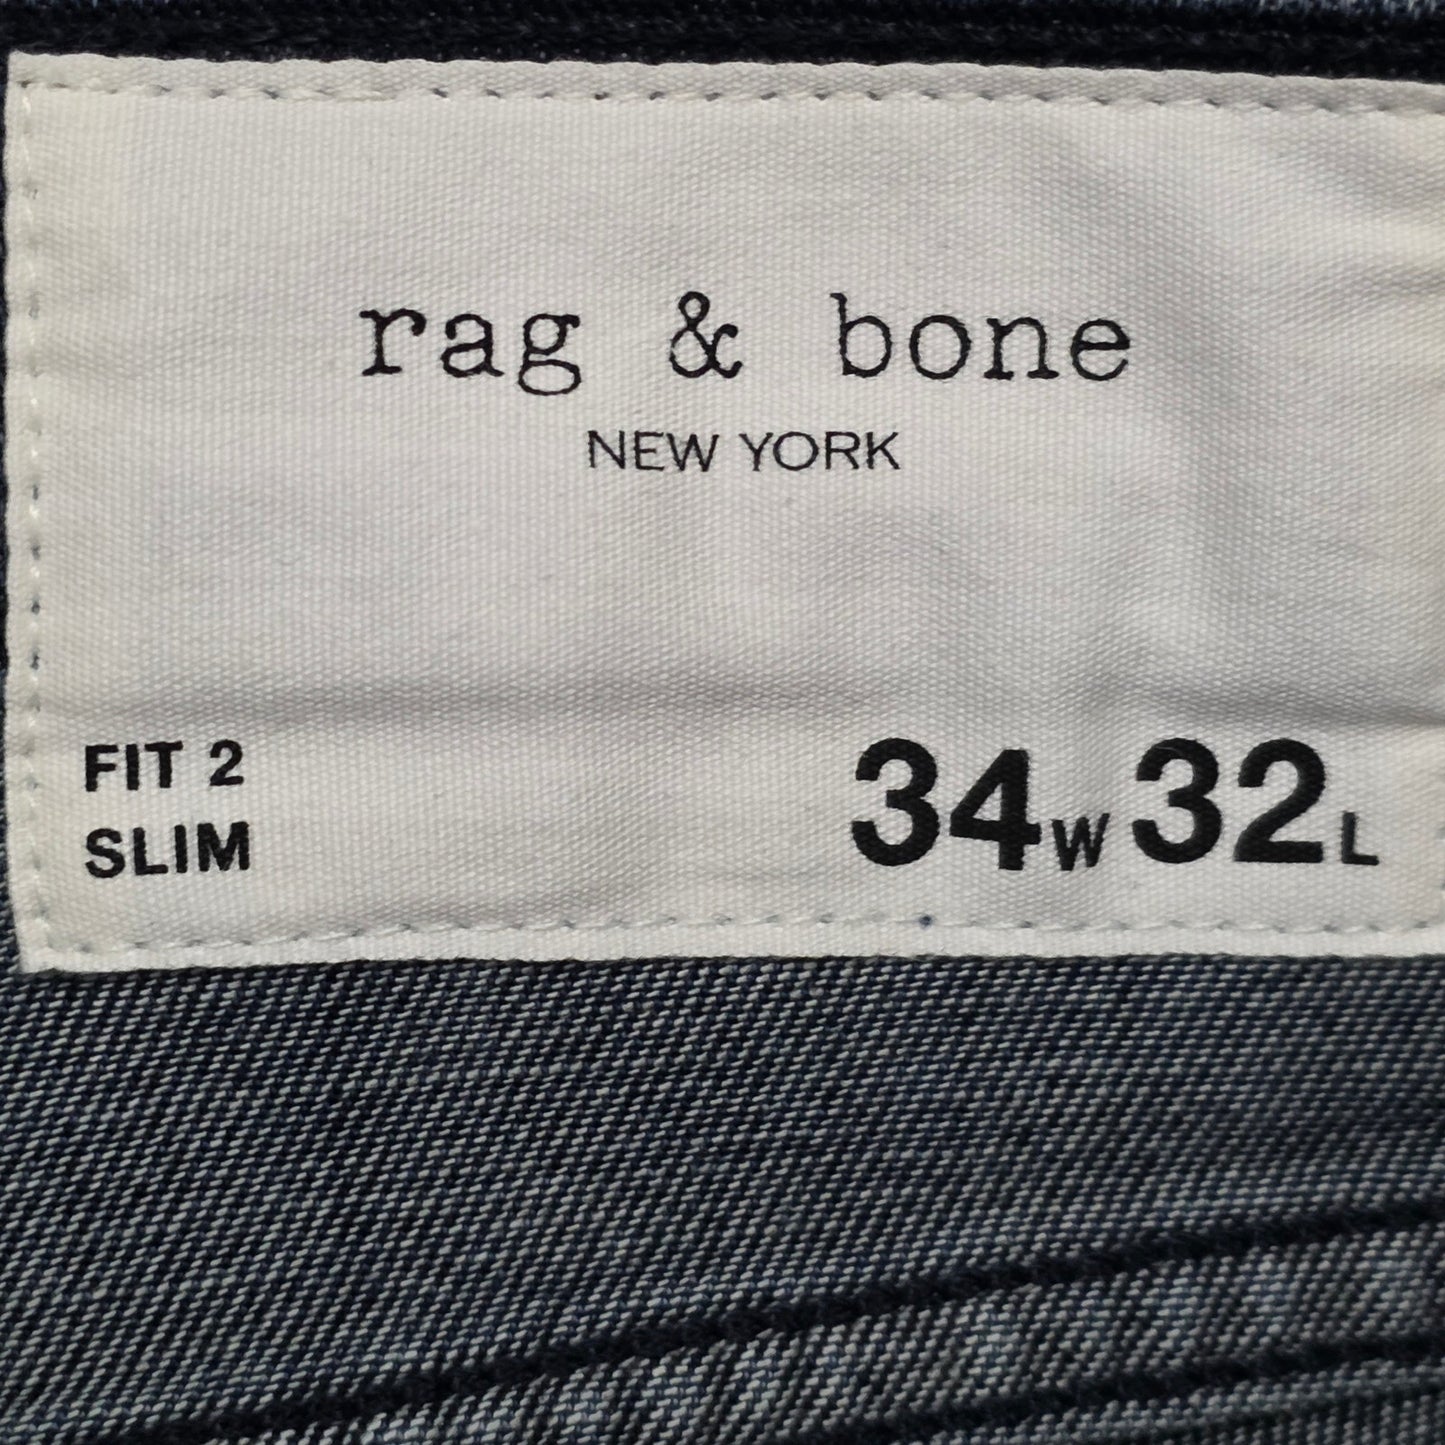 rag & bone
NEW YORK
FIT 2
SLIM
34W 32L